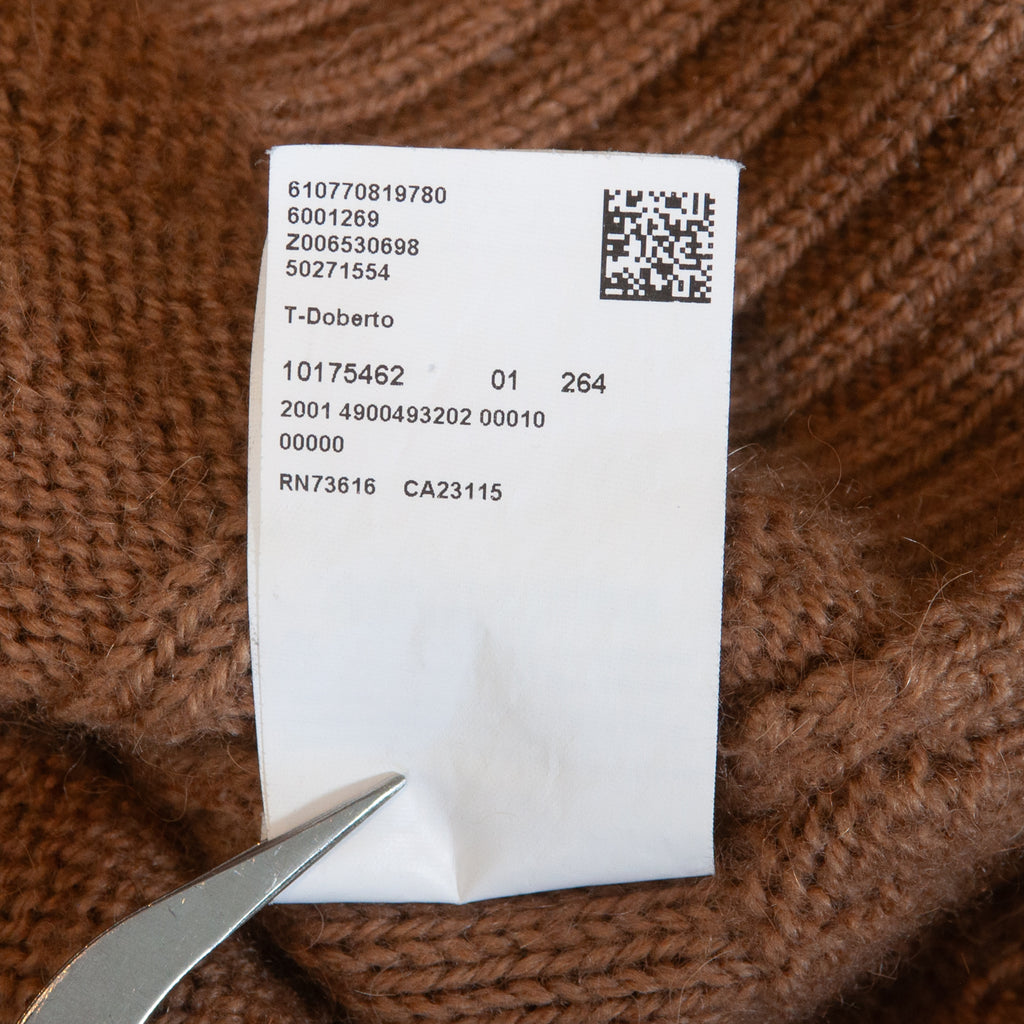 610770819780
6001269
Z006530698
50271554
T-Doberto
10175462 01 264
2001 4900493202 00010
00000
RN73616 CA23115